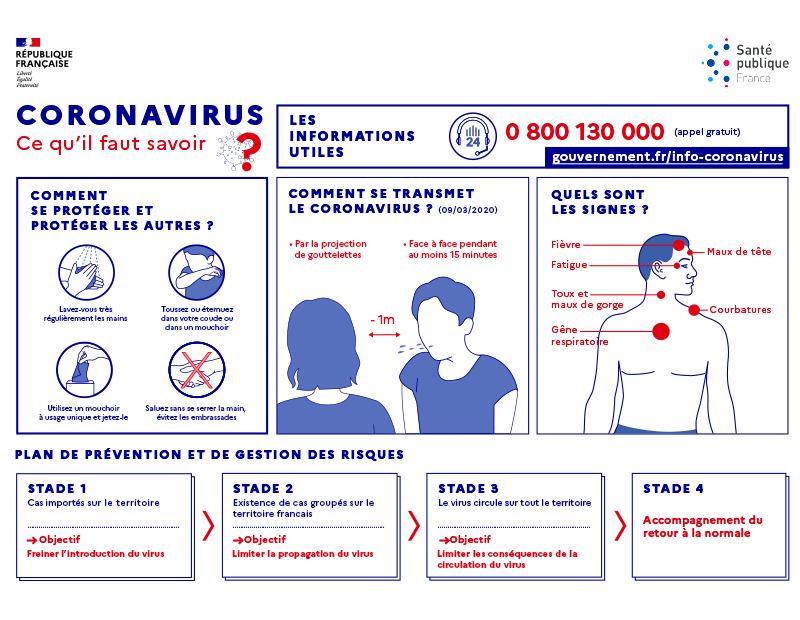 RÉPUBLIQUE
FRANÇAISE
Liberté
Égalité
Fraternité
Santé
publique
France
CORONAVIRUS
Ce qu'il faut savoir
?
LES
INFORMATIONS
UTILES
24
0 800 130 000 (appel gratuit)
gouvernement.fr/info-coronavirus
COMMENT
SE PROTÉGER ET
PROTÉGER LES AUTRES ?
Lavez-vous très
régulièrement les mains
Toussez ou éternuez
dans votre coude ou
dans un mouchoir
Utilisez un mouchoir
à usage unique et jetez-le
Saluez sans se serrer la main,
évitez les embrassades
COMMENT SE TRANSMET
LE CORONAVIRUS ? (09/03/2020)
• Par la projection
de gouttelettes
• Face à face pendant
au moins 15 minutes
- 1m
QUELS SONT
LES SIGNES ?
Fièvre
Maux de tête
Fatigue
Toux et
maux de gorge
Courbatures
Gêne
respiratoire
PLAN DE PRÉVENTION ET DE GESTION DES RISQUES
STADE 1
Cas importés sur le territoire
➔Objectif
Freiner l'introduction du virus
STADE 2
Existence de cas groupés sur le
territoire francais
➔Objectif
Limiter la propagation du virus
STADE 3
Le virus circule sur tout le territoire
➔Objectif
Limiter les conséquences de la
circulation du virus
STADE 4
Accompagnement du
retour à la normale